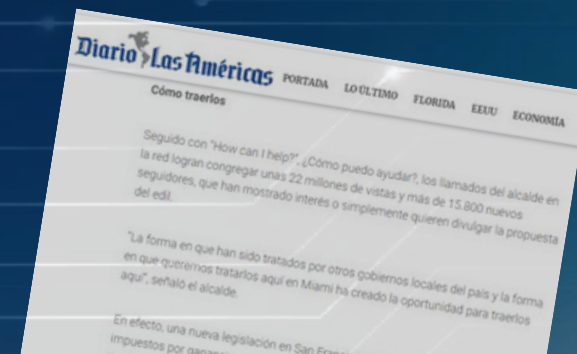 Diario Las Américas PORTADA LO ÚLTIMO FLORIDA EEUU ECONOMÍA
Cómo traerlos
Seguido con "How can I help?", ¿Cómo puedo ayudar?, los llamados del alcalde en
la red logran congregar unas 22 millones de vistas y más de 15.800 nuevos
seguidores, que han mostrado interés o simplemente quieren divulgar la propuesta
del edil.
"La forma en que han sido tratados por otros gobiernos locales del país y la forma
en que queremos tratarlos aquí en Miami ha creado la oportunidad para traerlos
aquí", señaló el alcalde.
En efecto, una nueva legislación en San
impuestos por